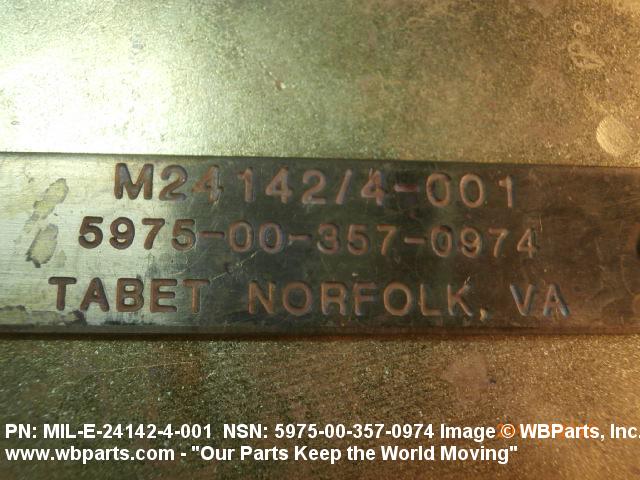 M24142/4-001
5975-00-357-0974
TABET NORFOLK, VA
PN: MIL-E-24142-4-001 NSN: 5975-00-357-0974 Image © WBParts, Inc.
www.wbparts.com - "Our Parts Keep the World Moving"